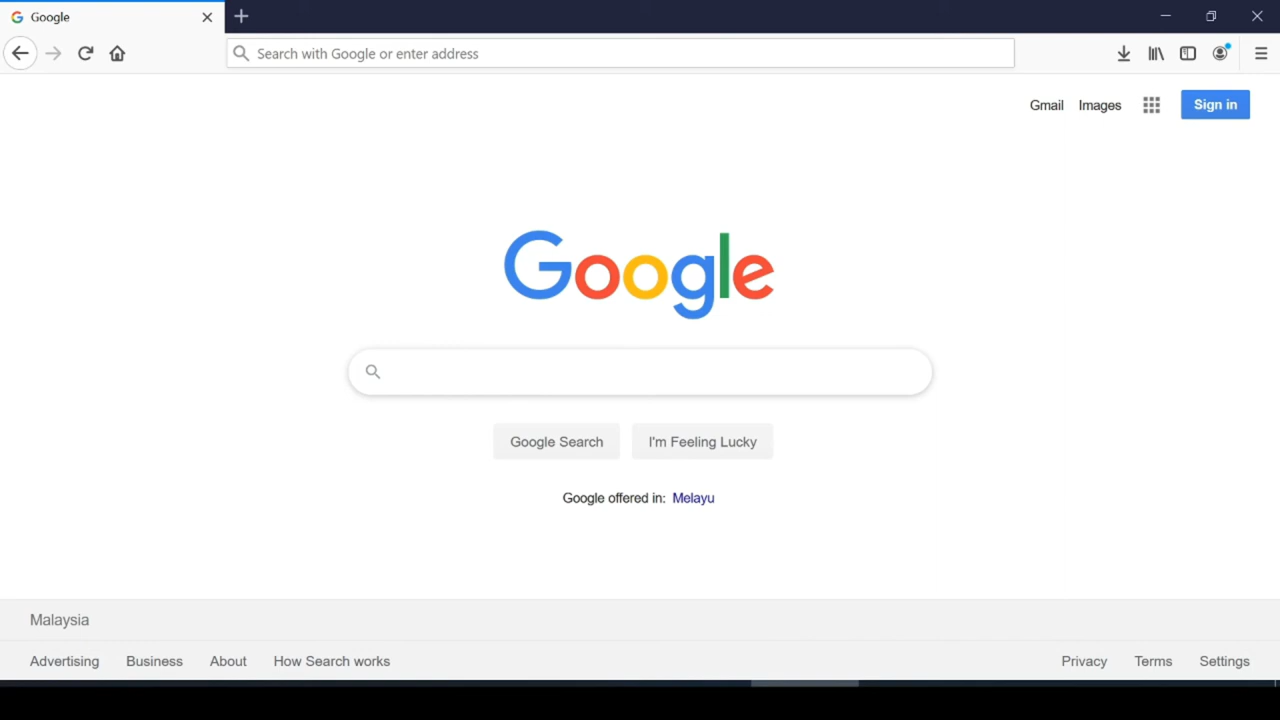 Google
Search with Google or enter address
Gmail Images Sign in
Google
Google Search I'm Feeling Lucky
Google offered in: Melayu
Malaysia
Advertising Business About How Search works Privacy Terms Settings